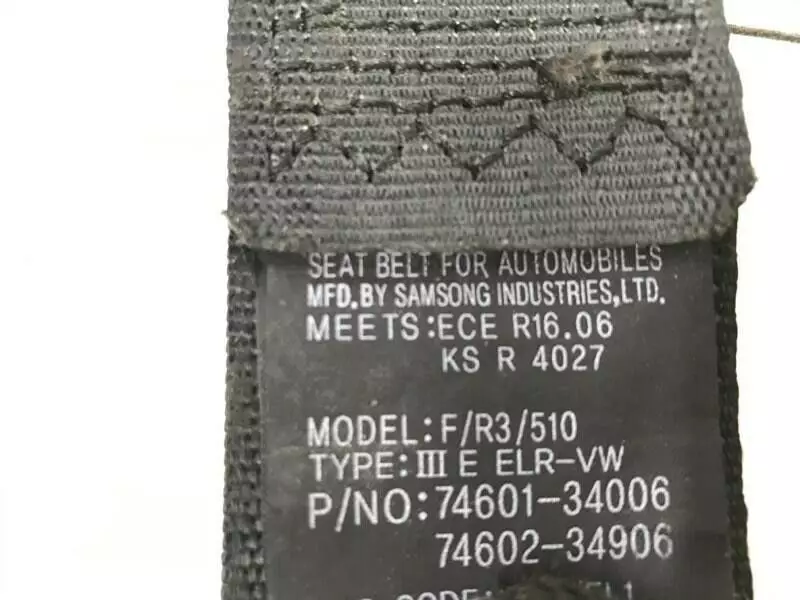 SEAT BELT FOR AUTOMOBILES
MFD.BY SAMSONG INDUSTRIES,LTD.
MEETS:ECE R16.06
KS R 4027
MODEL:F/R3/510
TYPE:III E ELR-VW
P/NO:74601-34006
74602-34906
CODE: